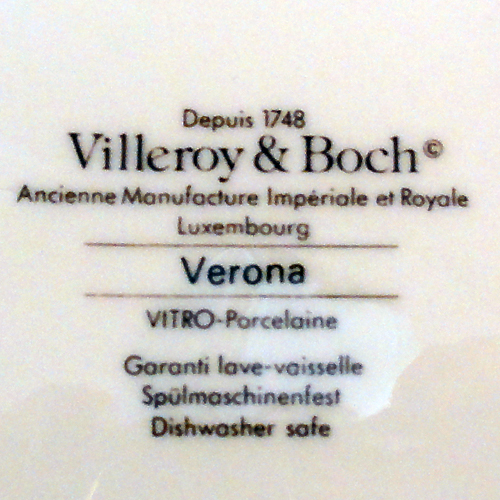 Depuis 1748
Villeroy & Boch©
Ancienne Manufacture Impériale et Royale
Luxembourg
Verona
VITRO-Porcelaine
Garanti lave-vaisselle
Spülmaschinenfest
Dishwasher safe